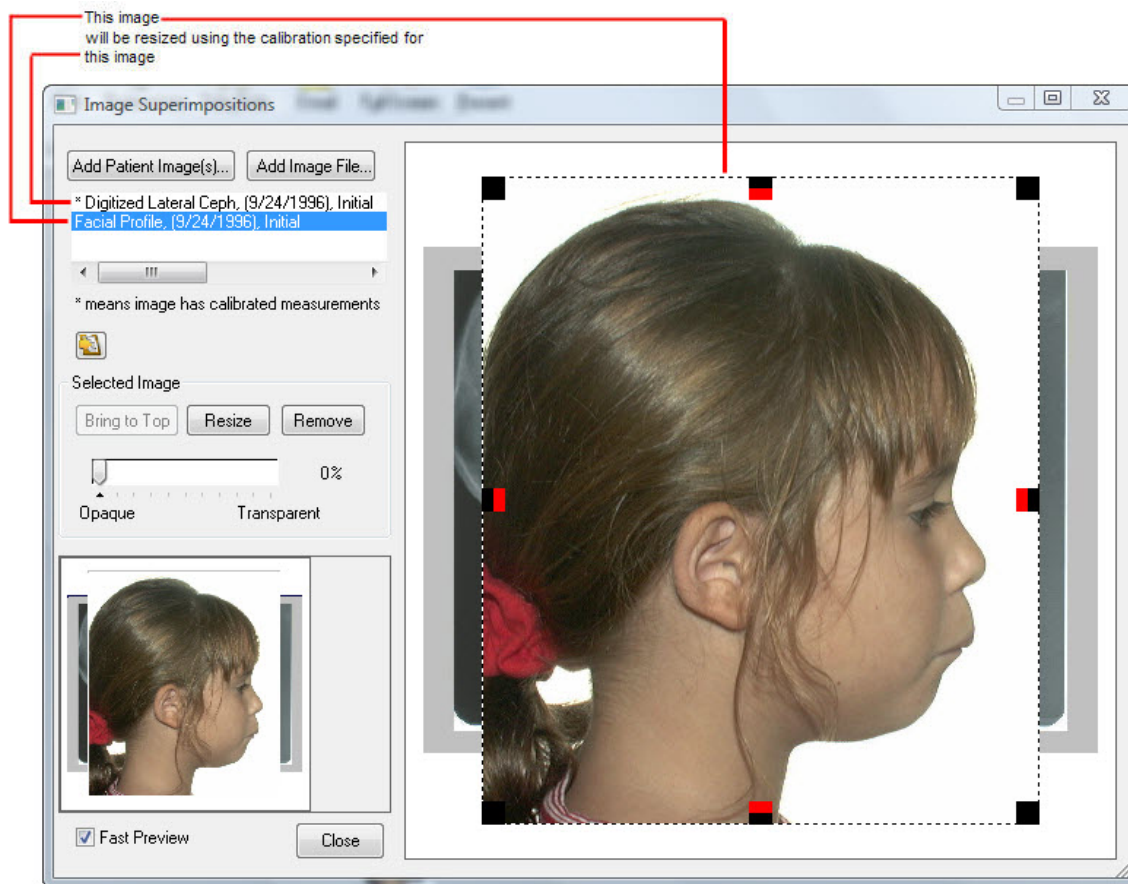 This image
will be resized using the calibration specified for
this image
Image Superimpositions
Add Patient Image(s)...
Add Image File...
* Digitized Lateral Ceph, (9/24/1996), Initial
Facial Profile, (9/24/1996), Initial
* means image has calibrated measurements
Selected Image
Bring to Top
Resize
Remove
0%
Opaque
Transparent
Fast Preview
Close